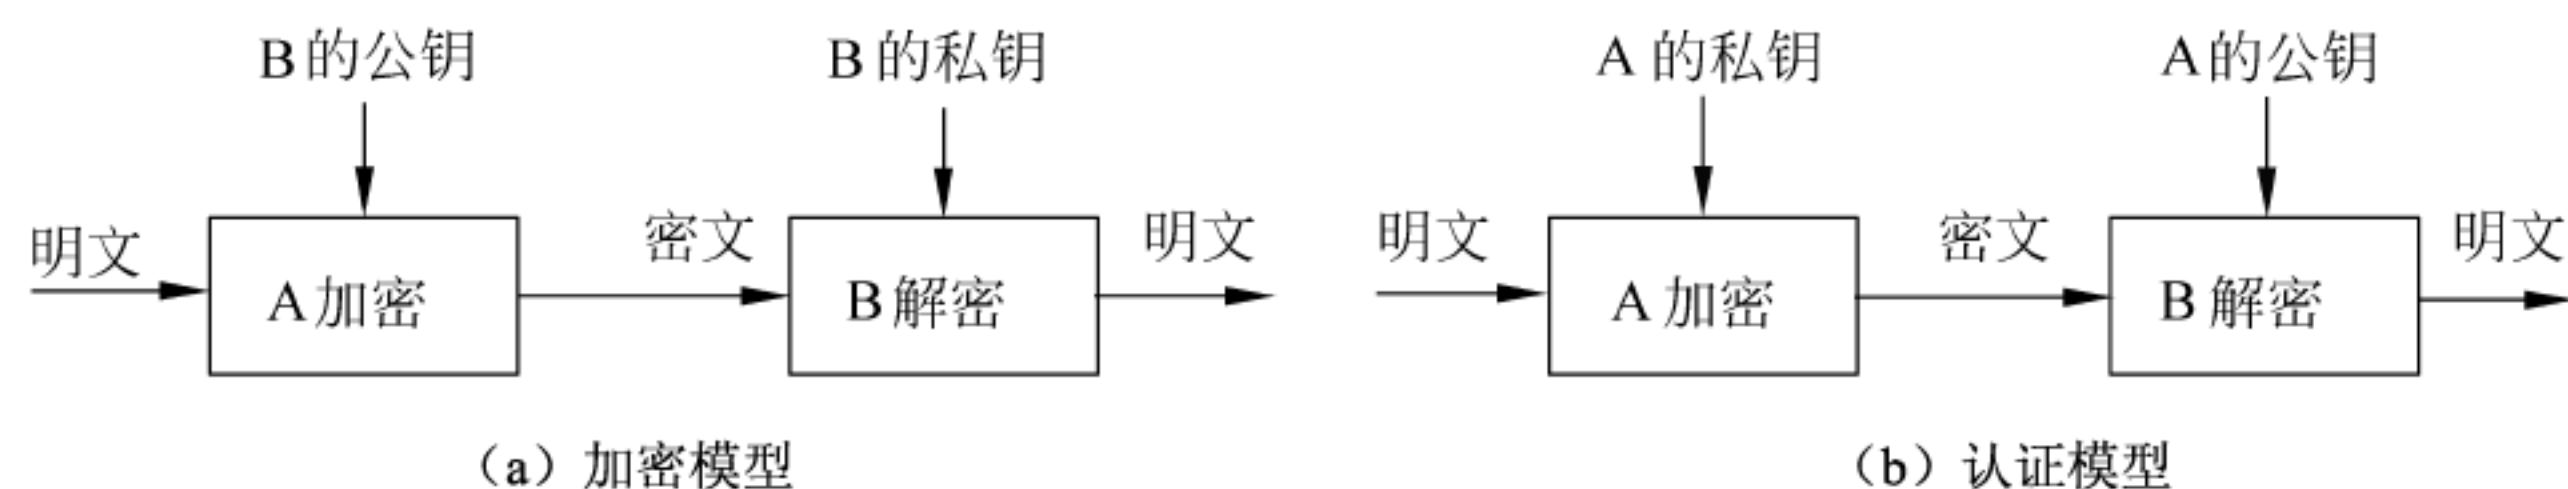 B的公钥 B的私钥 A的私钥 A的公钥
明文 密文 明文 明文 密文 明文
A加密 B解密 A加密 B解密
（a）加密模型 （b）认证模型